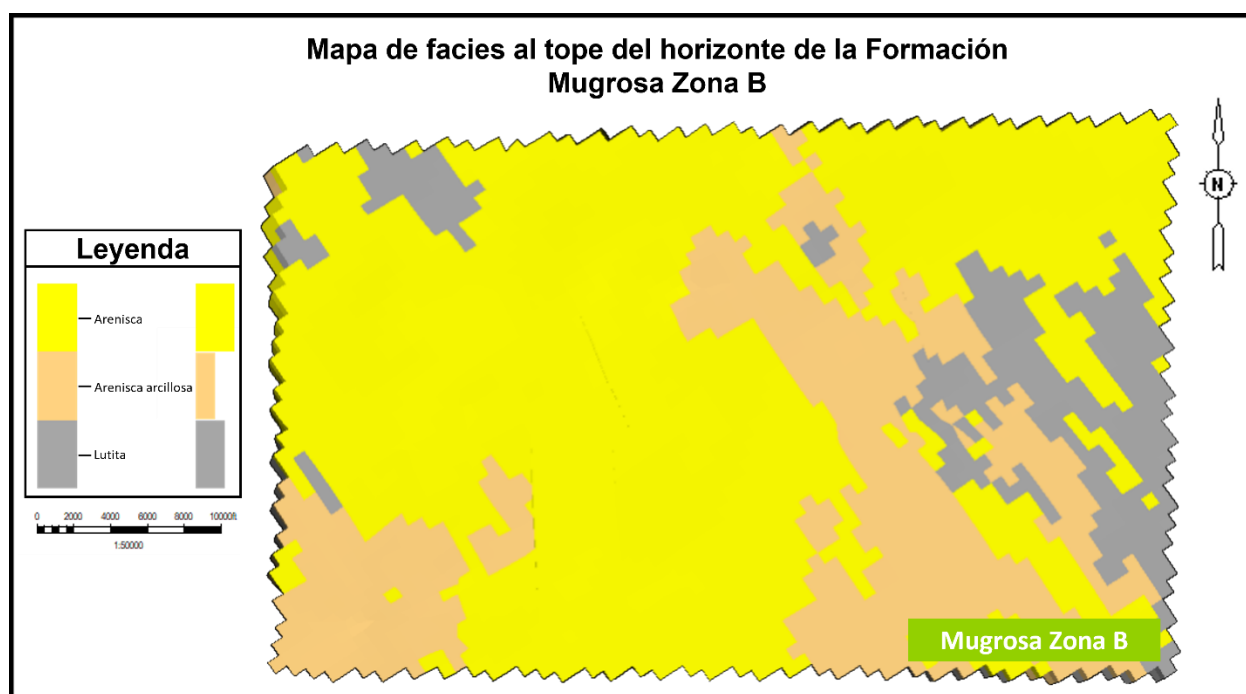 Mapa de facies al tope del horizonte de la Formación
Mugrosa Zona B
N
Leyenda
Arenisca
Arenisca arcillosa
Lutita
0 2000 4000 6000 8000 10000ft
1:50000
Mugrosa Zona B